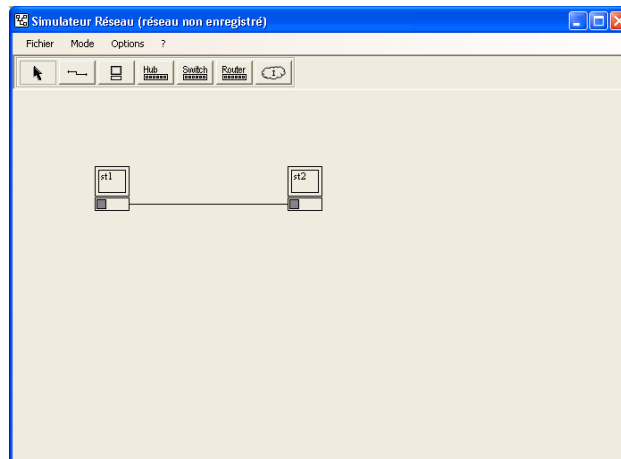 Simulateur Réseau (réseau non enregistré)
Fichier Mode Options ?
Hub Switch Router I
st1 st2